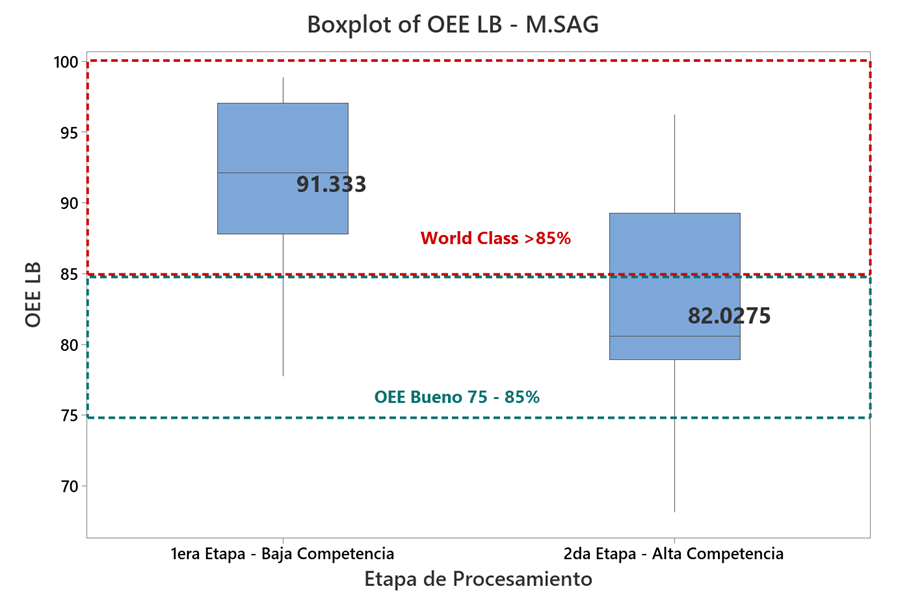 Boxplot of OEE LB - M.SAG
100
95
90
85
80
75
70
OEE LB
91.333
World Class >85%
82.0275
OEE Bueno 75 - 85%
1era Etapa - Baja Competencia
2da Etapa - Alta Competencia
Etapa de Procesamiento